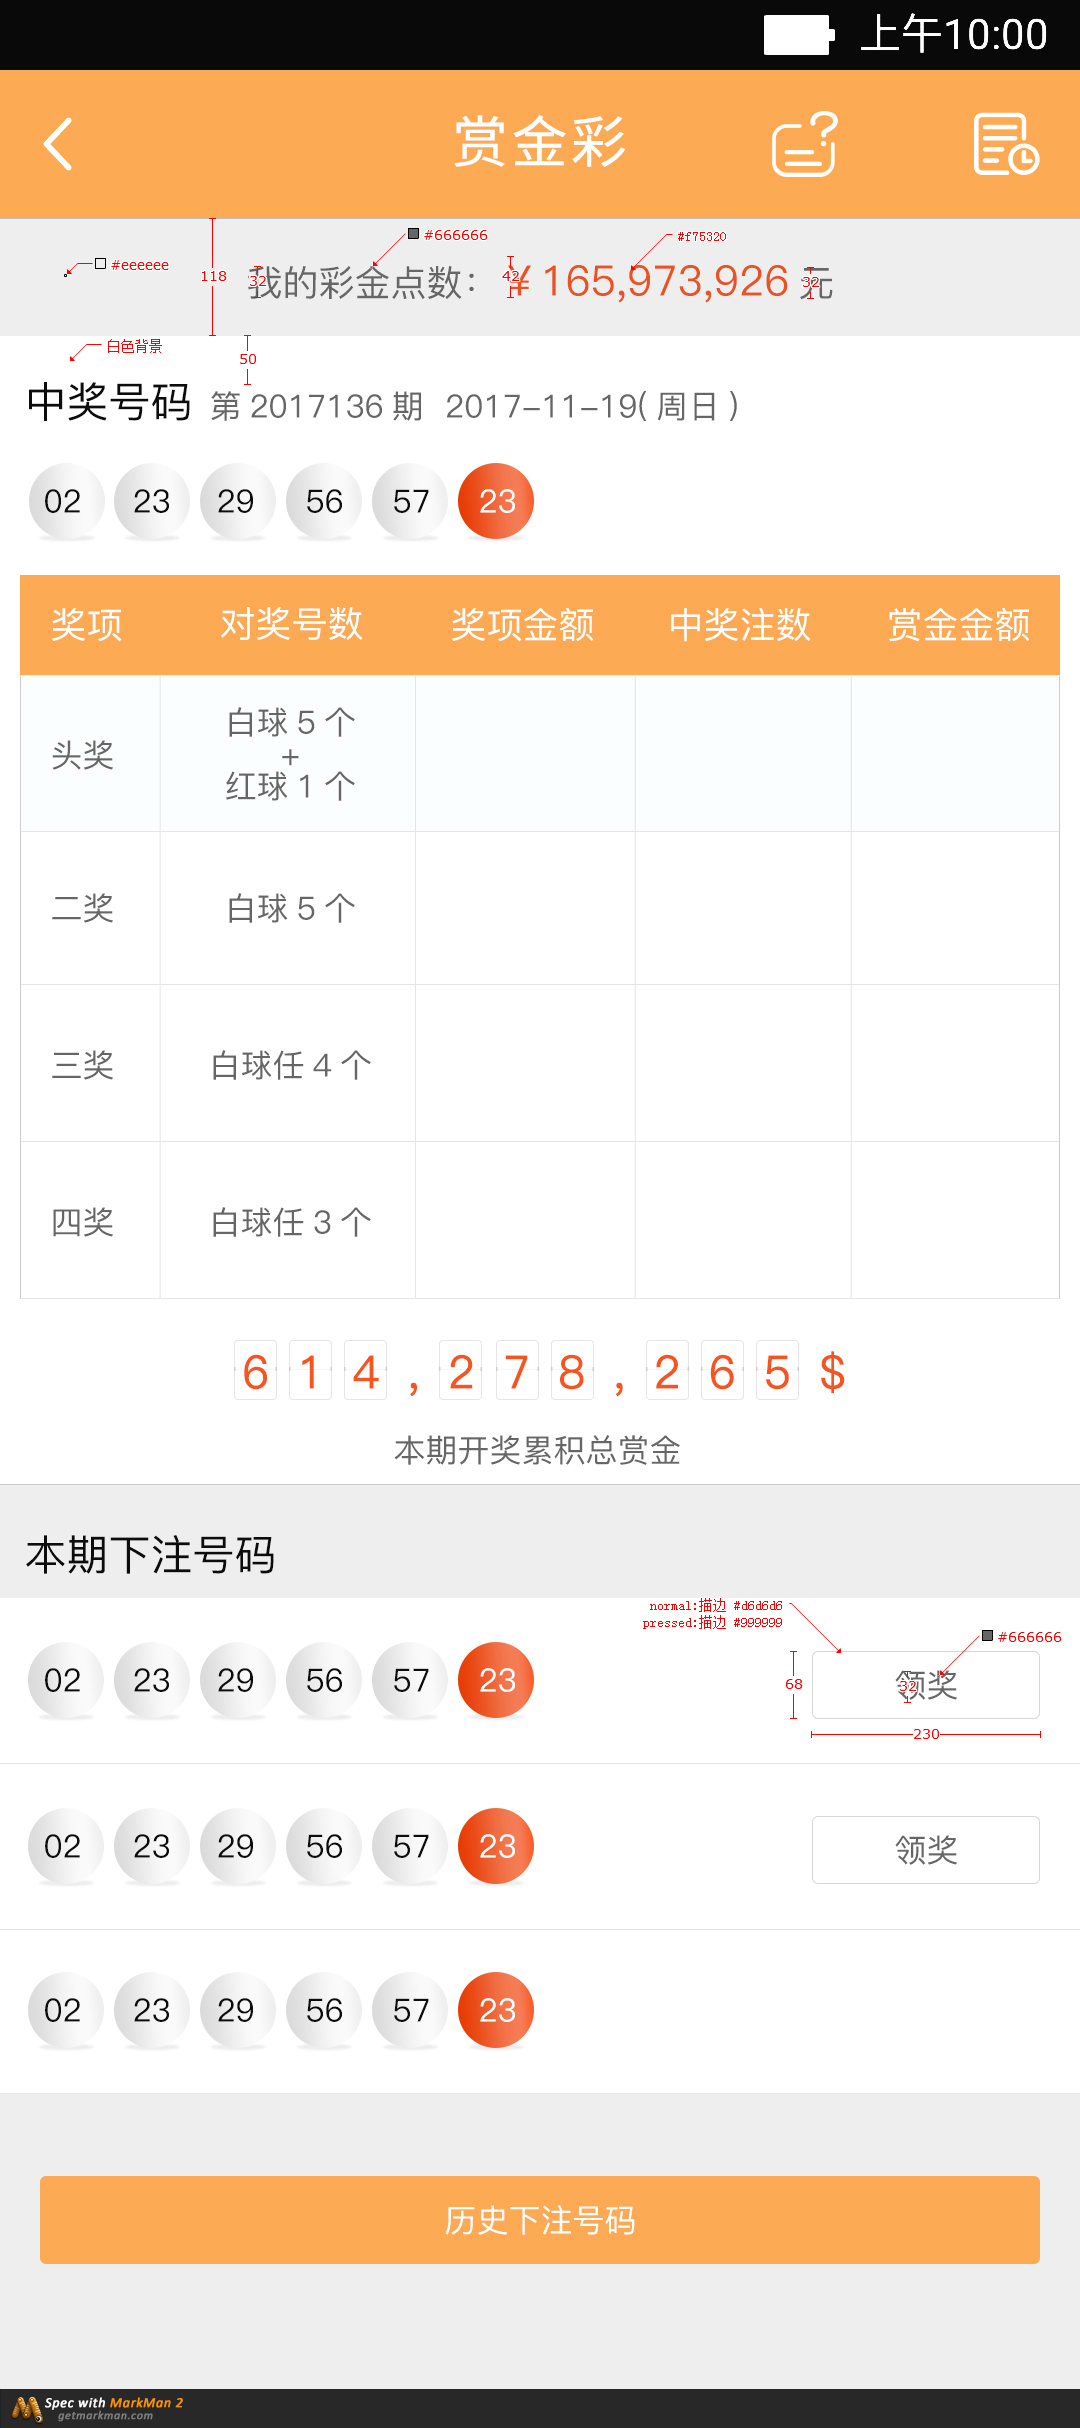 上午10:00
赏金彩
#666666
#f75320
#eeeeee
118
32
42
32
我的彩金点数：¥ 165,973,926 元
白色背景
50
中奖号码 第 2017136 期 2017-11-19( 周日 )
02 23 29 56 57 23
奖项 对奖号数 奖项金额 中奖注数 赏金金额
白球 5 个
头奖 +
红球 1 个
二奖 白球 5 个
三奖 白球任 4 个
四奖 白球任 3 个
6 1 4 , 2 7 8 , 2 6 5 $
本期开奖累积总赏金
本期下注号码
normal:描边 #d6d6d6
pressed:描边 #999999
#666666
02 23 29 56 57 23 68 领奖
32
230
02 23 29 56 57 23 领奖
02 23 29 56 57 23
历史下注号码
Spec with MarkMan 2
getmarkman.com